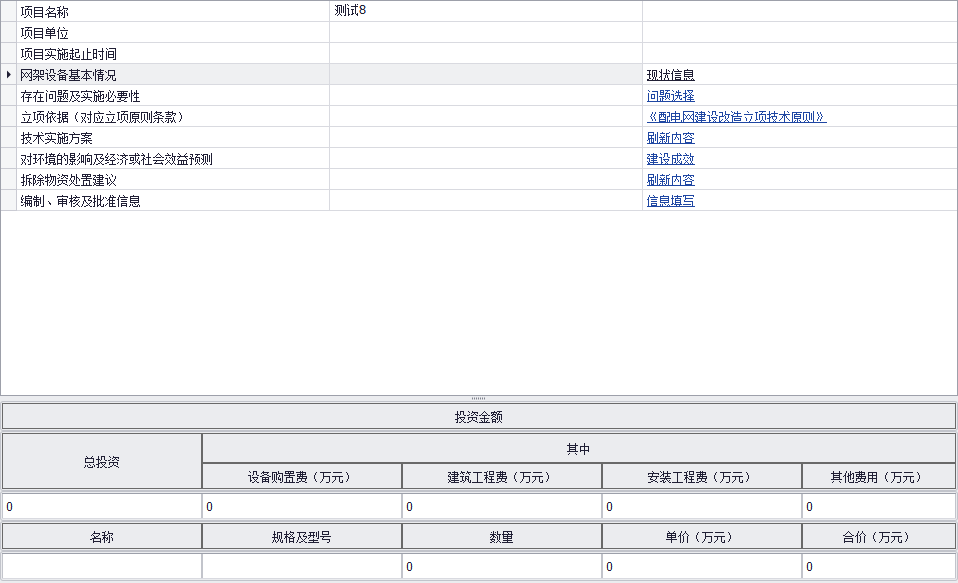 项目名称 测试8
项目单位
项目实施起止时间
网架设备基本情况 现状信息
存在问题及实施必要性 问题选择
立项依据（对应立项原则条款） 《配电网建设改造立项技术原则》
技术实施方案 刷新内容
对环境的影响及经济或社会效益预测 建设成效
拆除物资处置建议 刷新内容
编制、审核及批准信息 信息填写
投资金额
总投资 其中
设备购置费（万元） 建筑工程费（万元） 安装工程费（万元） 其他费用（万元）
0 0 0 0 0
名称 规格及型号 数量 单价（万元） 合价（万元）
0 0 0